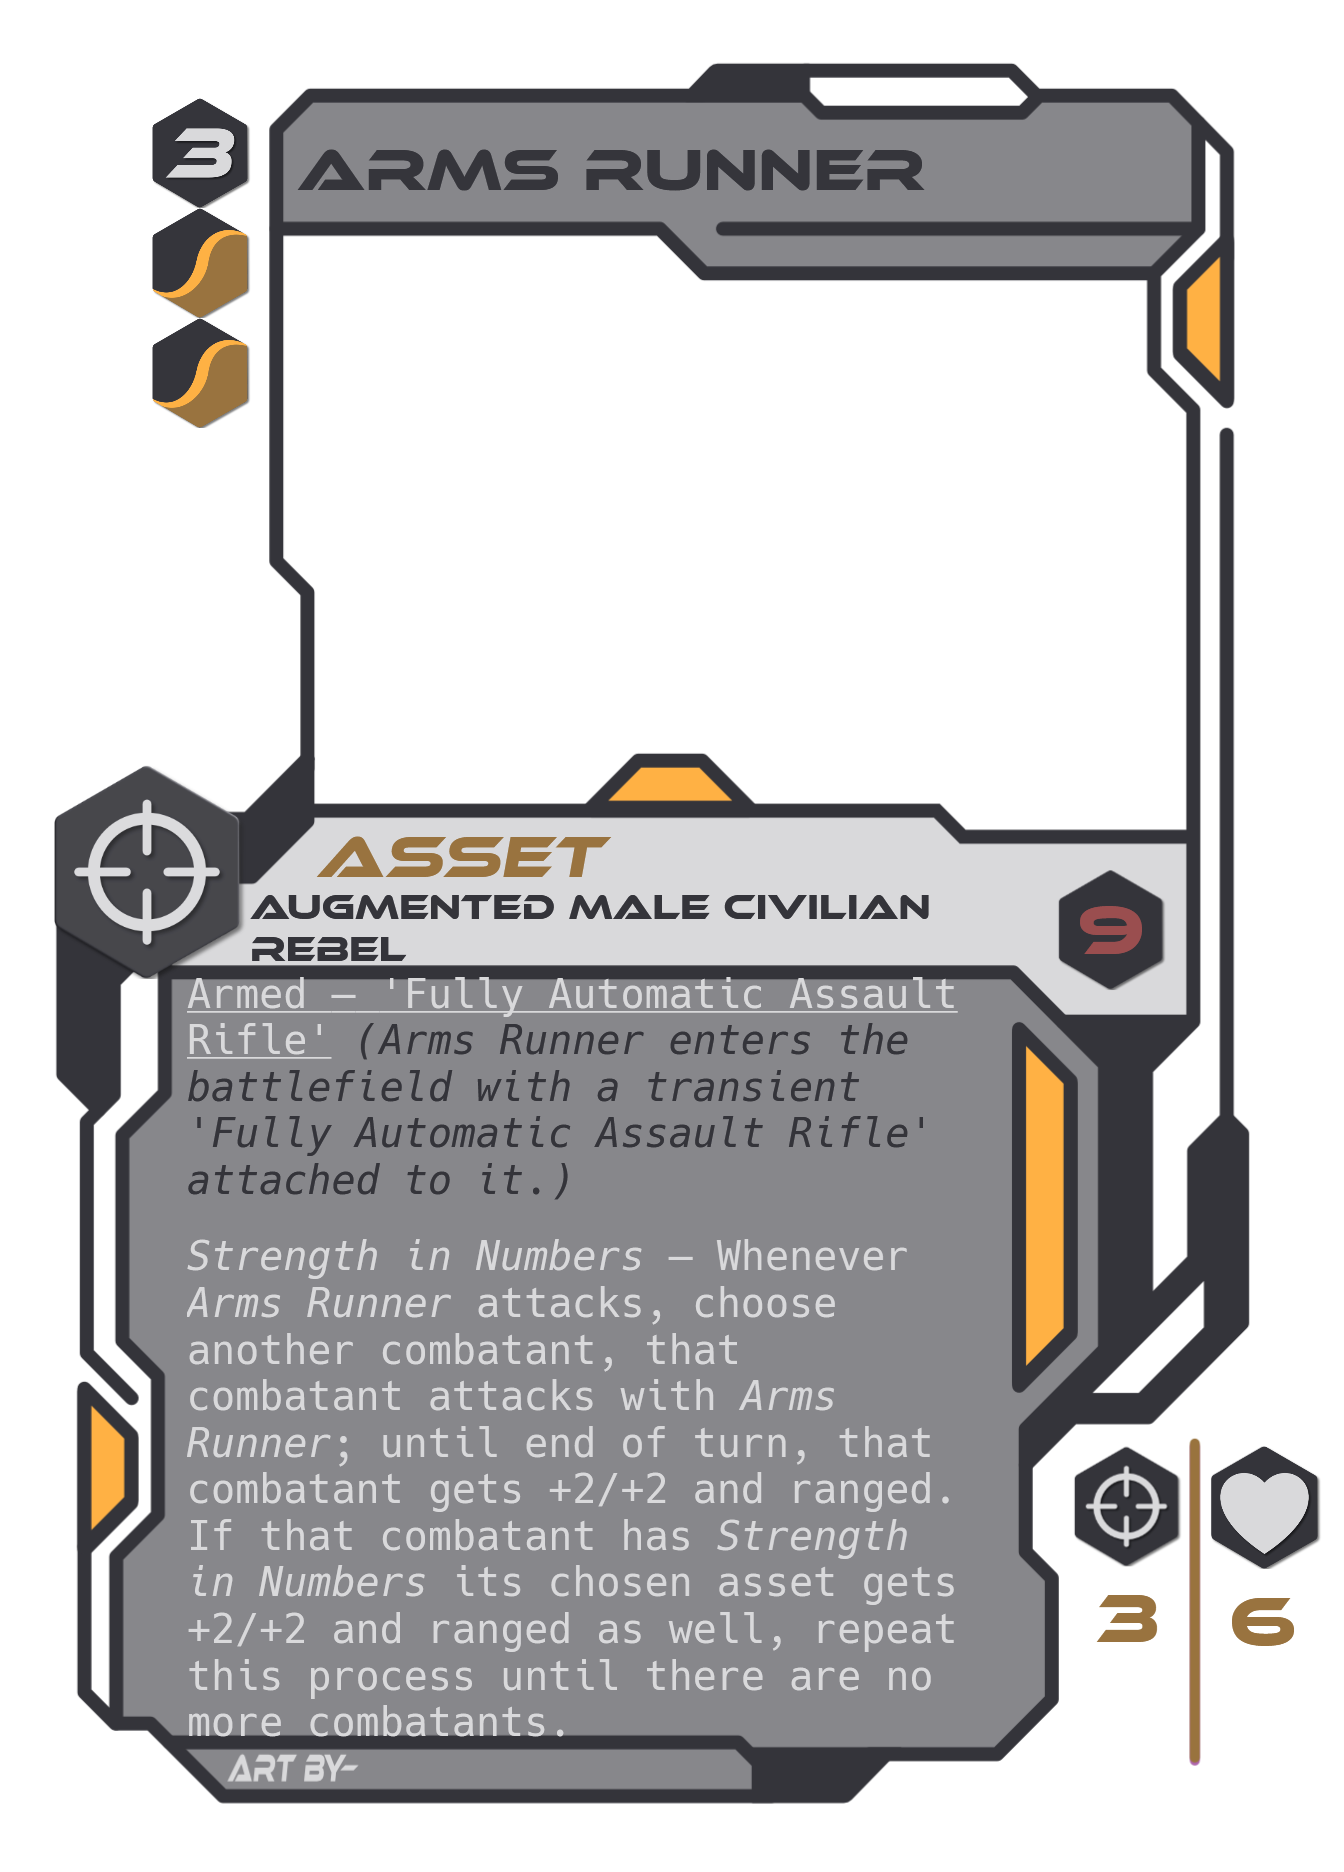 3
ARMS RUNNER
ASSET
AUGMENTED MALE CIVILIAN
REBEL
9
Armed – 'Fully Automatic Assault
Rifle' (Arms Runner enters the
battlefield with a transient
'Fully Automatic Assault Rifle'
attached to it.)
Strength in Numbers – Whenever
Arms Runner attacks, choose
another combatant, that
combatant attacks with Arms
Runner; until end of turn, that
combatant gets +2/+2 and ranged.
If that combatant has Strength
in Numbers its chosen asset gets
+2/+2 and ranged as well, repeat
this process until there are no
more combatants.
3
6
ART BY-